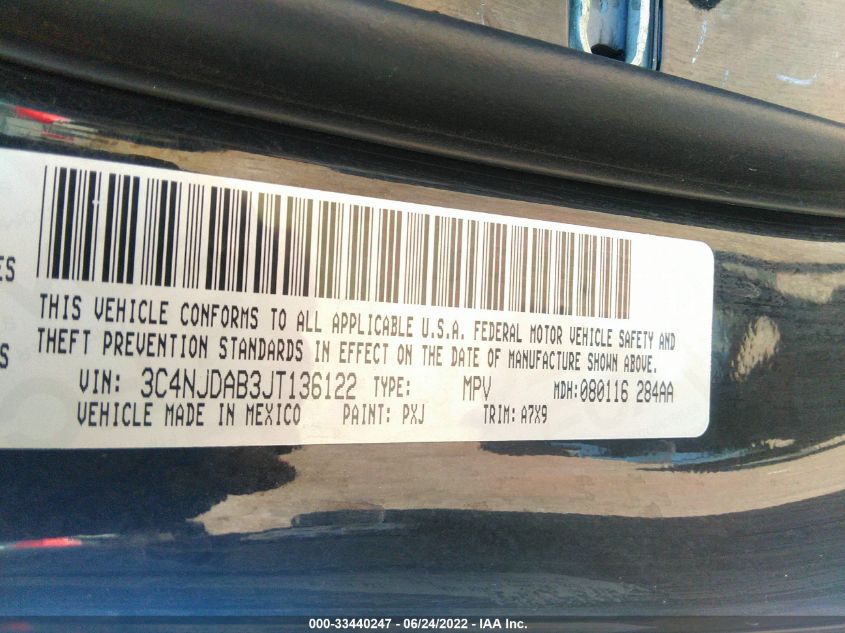 ES
THIS VEHICLE CONFORMS TO ALL APPLICABLE U.S.A. FEDERAL MOTOR VEHICLE SAFETY AND
S
THEFT PREVENTION STANDARDS IN EFFECT ON THE DATE OF MANUFACTURE SHOWN ABOVE.
VIN: 3C4NJDAB3JT136122 TYPE: MPV MDH:080116 284AA
VEHICLE MADE IN MEXICO PAINT: PXJ TRIM: A7X9
000-33440247 - 06/24/2022 - IAA Inc.